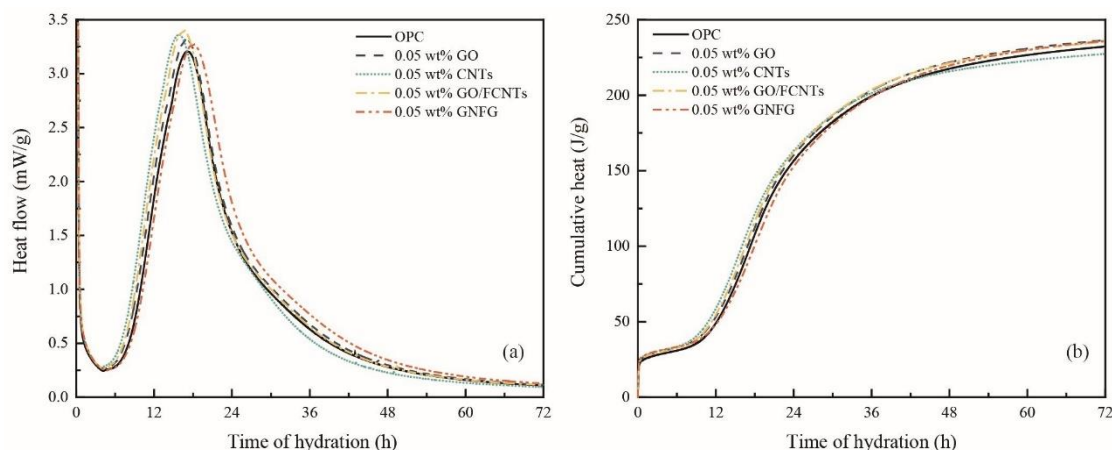 Heat flow (mW/g)
3.5
3.0
2.5
2.0
1.5
1.0
0.5
0.0
OPC
0.05 wt% GO
0.05 wt% CNTs
0.05 wt% GO/FCNTs
0.05 wt% GNFG
(a)
0
12
24
36
48
60
72
Time of hydration (h)
Cumulative heat (J/g)
250
200
150
100
50
0
OPC
0.05 wt% GO
0.05 wt% CNTs
0.05 wt% GO/FCNTs
0.05 wt% GNFG
(b)
0
12
24
36
48
60
72
Time of hydration (h)